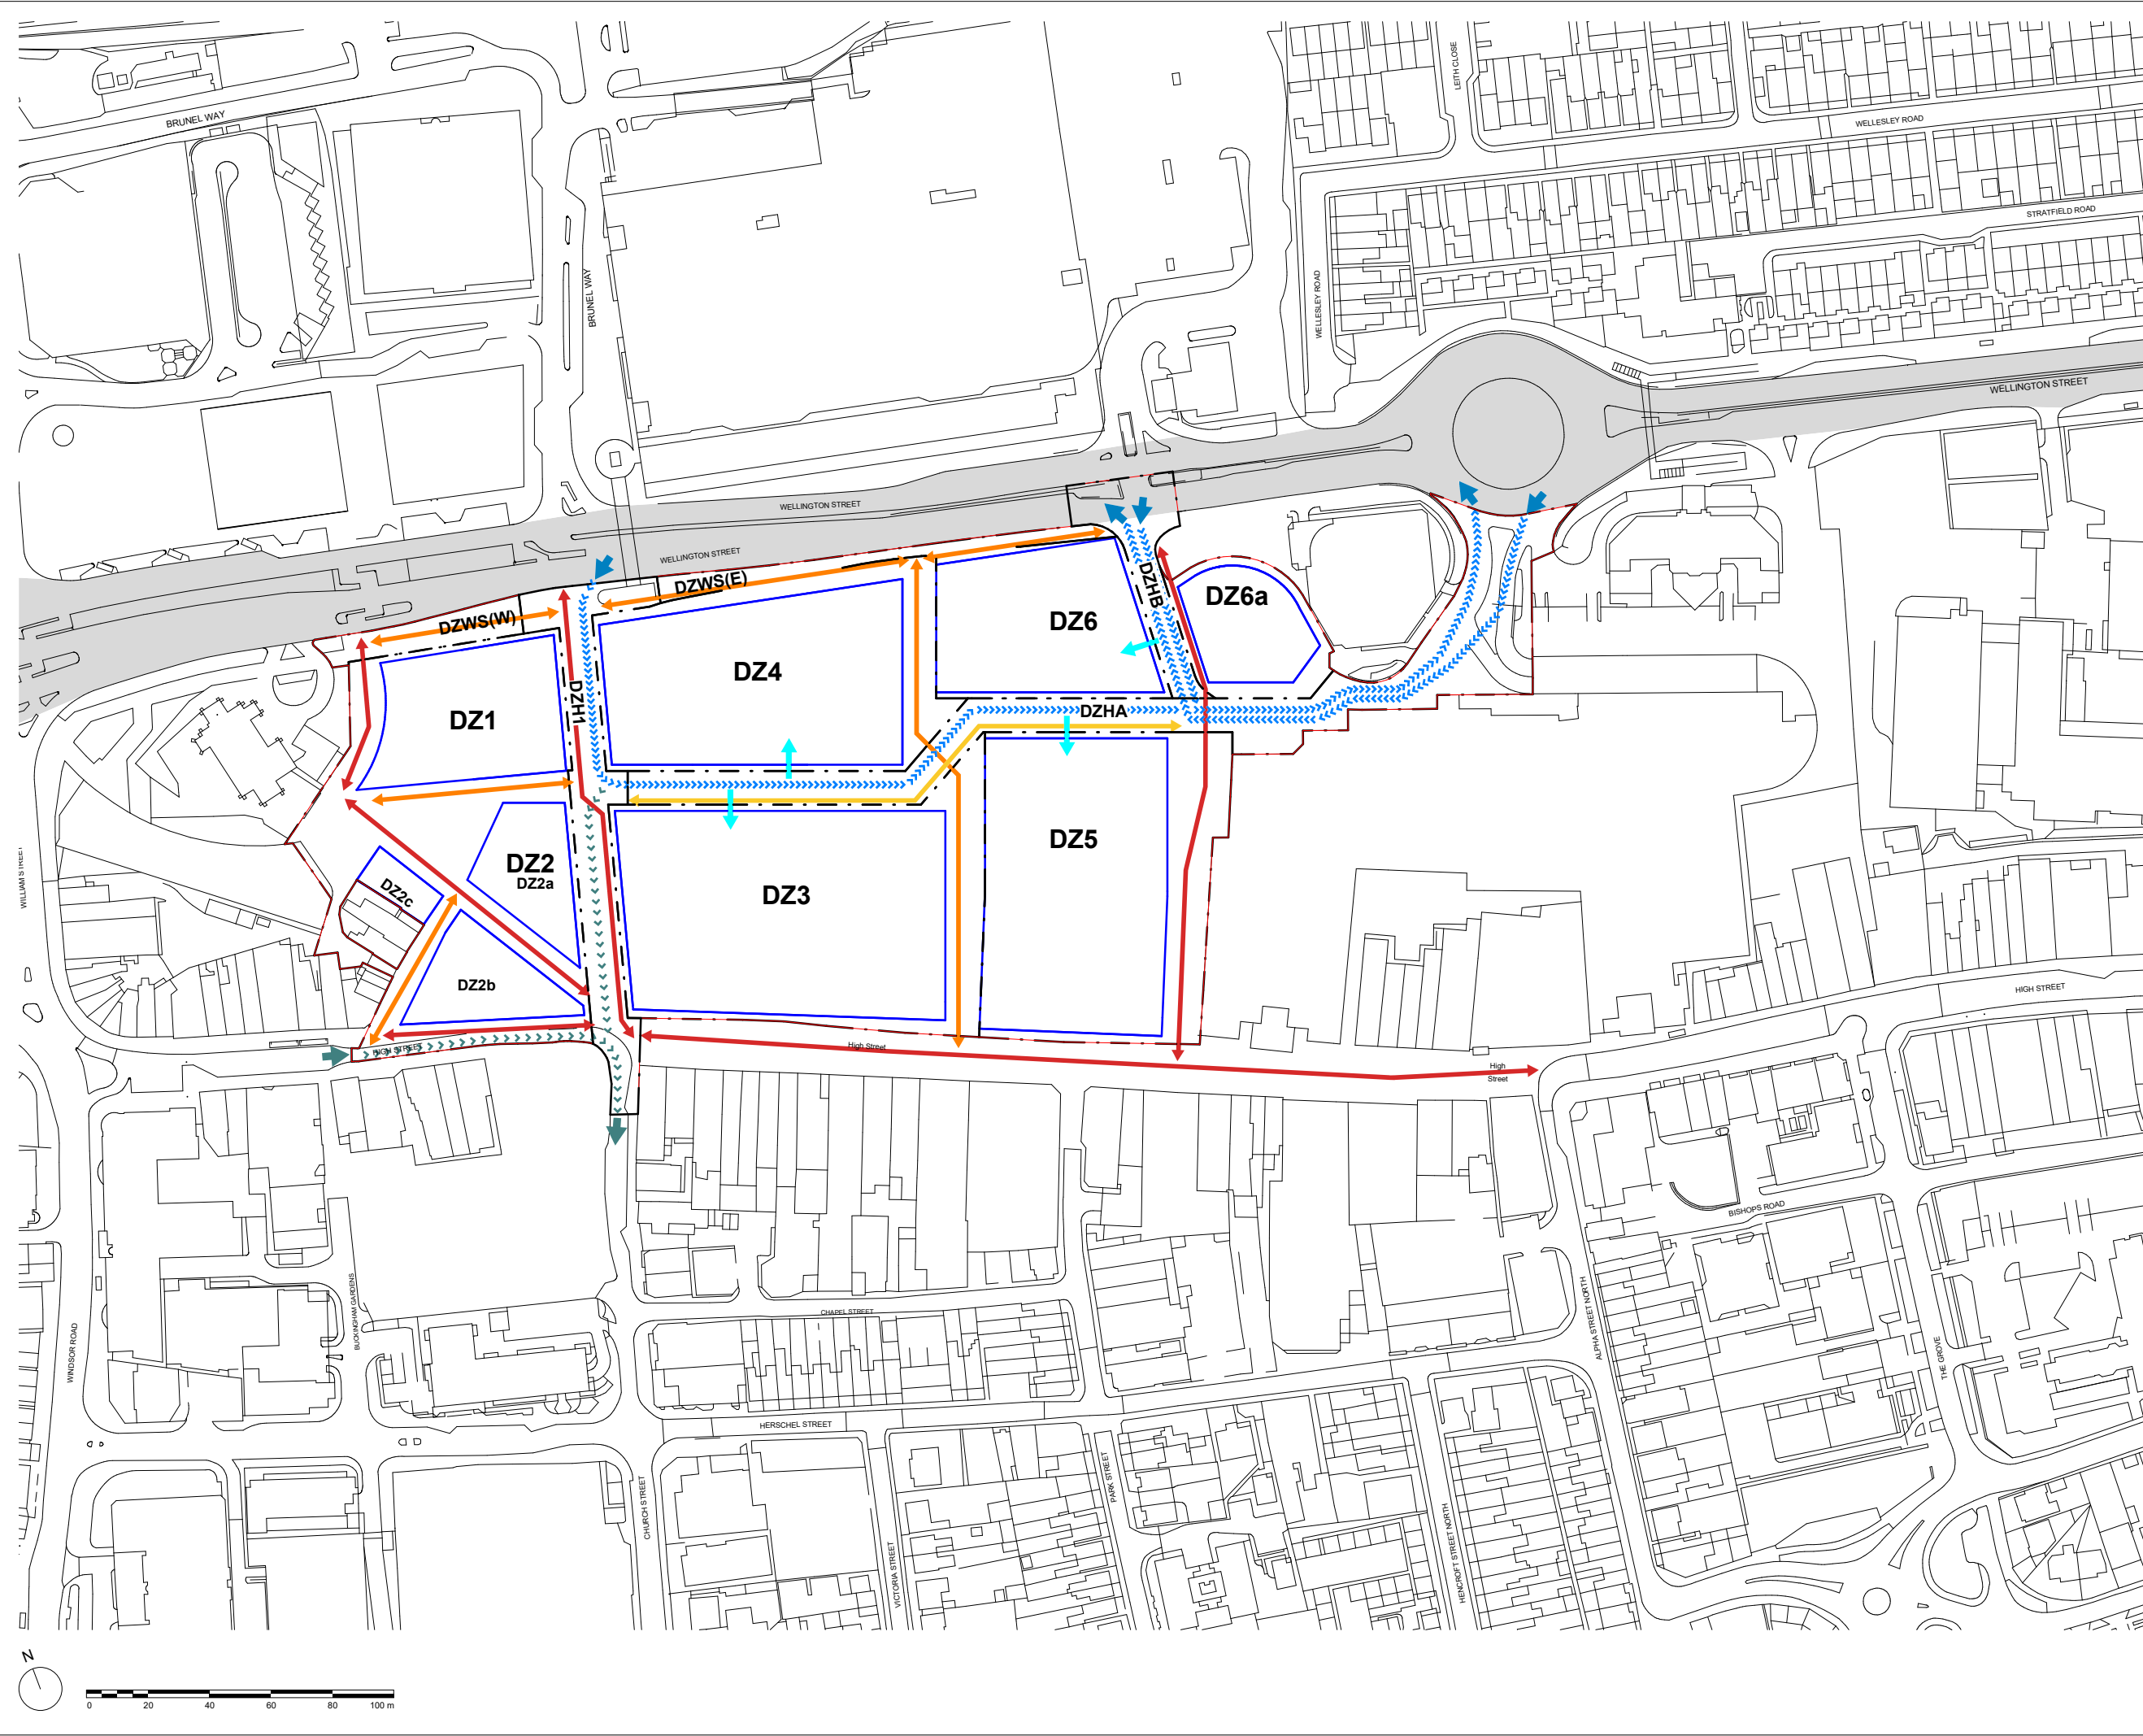 LEITH CLOSE
BRUNEL WAY
WELLESLEY ROAD
STRATFIELD ROAD
BRUNEL WAY
WELLESLEY ROAD
WELLINGTON STREET
WELLINGTON STREET
WELLINGTON STREET
DZWS(E)
DZWS(W)
DZHB
DZ6a
DZ6
DZ4
DZH1
DZ1
DZHA
DZ5
DZ2
DZ2a
DZ2c
DZ3
WILLIAM STREET
DZ2b
HIGH STREET
HIGH STREET
High Street
High
Street
BISHOPS ROAD
BUCKINGHAM GARDENS
CHAPEL STREET
ALPHA STREET NORTH
WINDSOR ROAD
THE GROVE
HERSCHEL STREET
PARK STREET
CHURCH STREET
VICTORIA STREET
HENCROFT STREET NORTH
N
0 20 40 60 80 100 m